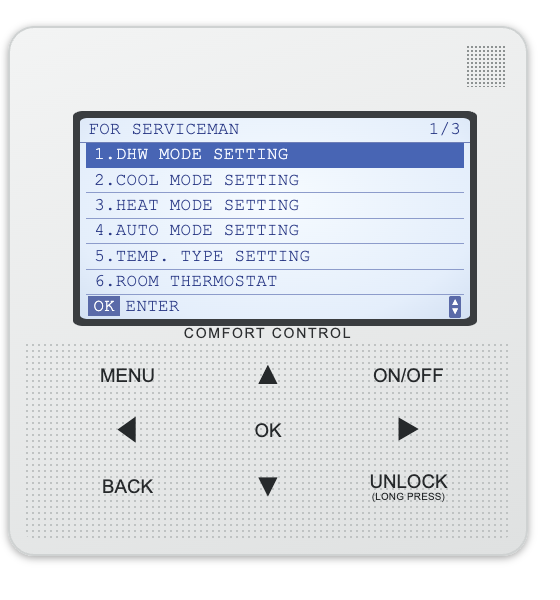 FOR SERVICEMAN 1/3
1.DHW MODE SETTING
2.COOL MODE SETTING
3.HEAT MODE SETTING
4.AUTO MODE SETTING
5.TEMP. TYPE SETTING
6.ROOM THERMOSTAT
OK ENTER
COMFORT CONTROL
MENU ON/OFF
OK
BACK UNLOCK
(LONG PRESS)